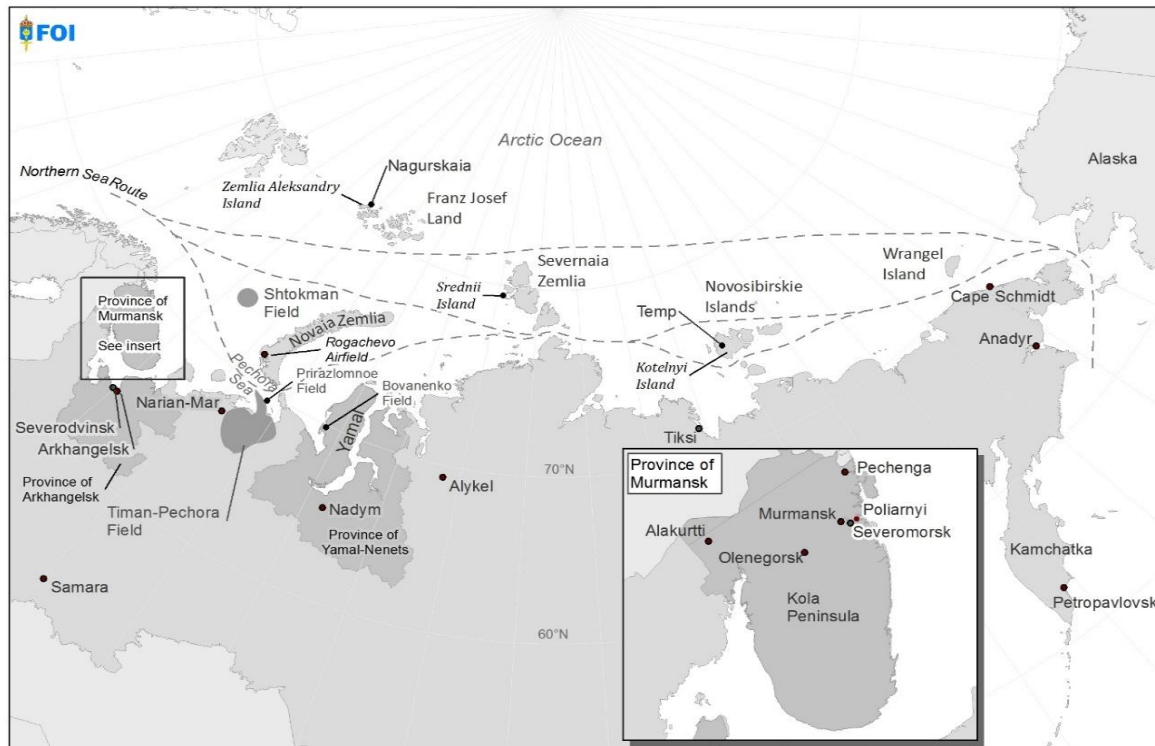 FOI
Arctic Ocean
Alaska
Northern Sea Route
Nagurskaia
Zemlia Aleksandry
Island
Franz Josef
Land
Severnaia
Zemlia
Srednii
Island
Wrangel
Island
Novosibirskie
Islands
Temp
Kotelnyi
Island
Cape Schmidt
Anadyr
Province of
Murmansk
See insert
Shtokman
Field
Novaia Zemlia
Rogachevo
Airfield
Pechora
Sea
Prirazlomnoe
Field
Bovanenko
Field
Yamal
Narian-Mar
Severodvinsk
Arkhangelsk
Province of
Arkhangelsk
Timan-Pechora
Field
Nadym
Province of
Yamal-Nenets
Alykel
Tiksi
70°N
60°N
Samara
Kamchatka
Petropavlovsk
Province of
Murmansk
Pechenga
Poliarnyi
Murmansk
Severomorsk
Alakurtti
Olenegorsk
Kola
Peninsula